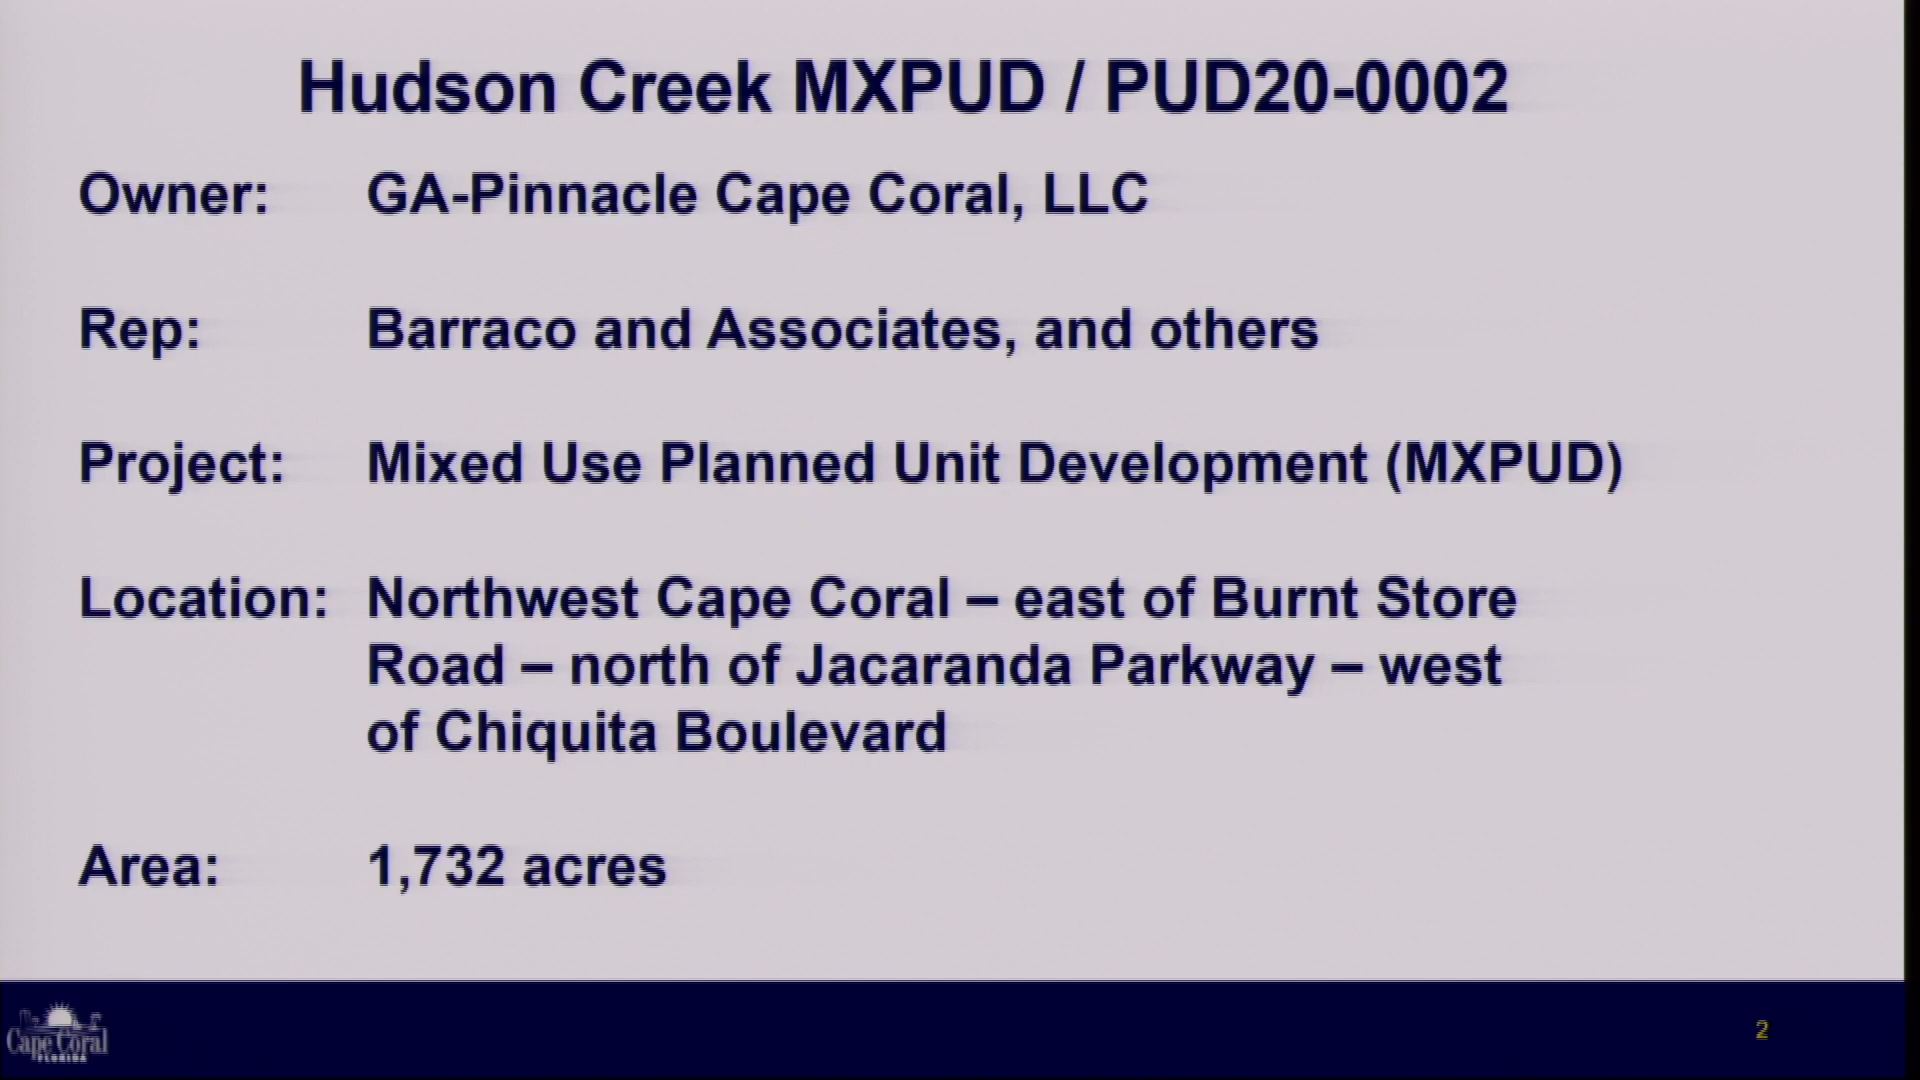 Hudson Creek MXPUD / PUD20-0002
Owner: GA-Pinnacle Cape Coral, LLC
Rep: Barraco and Associates, and others
Project: Mixed Use Planned Unit Development (MXPUD)
Location: Northwest Cape Coral – east of Burnt Store
Road – north of Jacaranda Parkway – west
of Chiquita Boulevard
Area: 1,732 acres
Cape Coral
FLORIDA
2